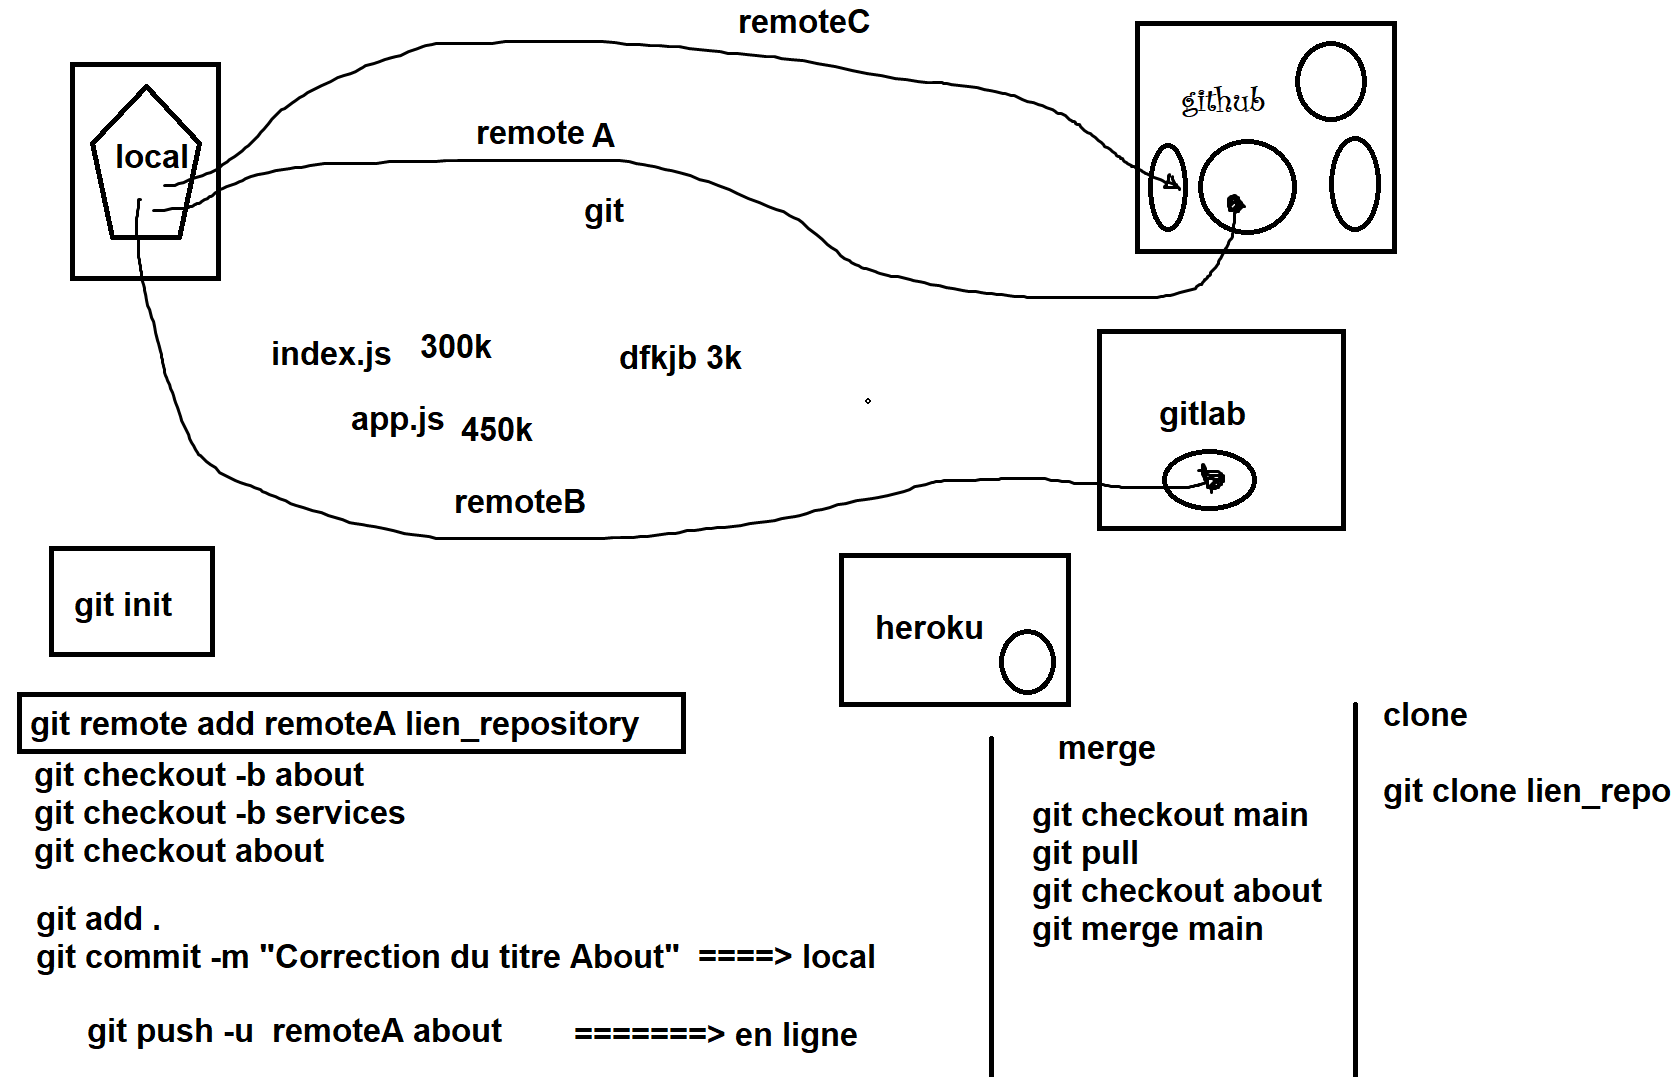 remoteC
github
local
remote A
git
index.js 300k
dfkjb 3k
app.js 450k
gitlab
remoteB
git init
heroku
git remote add remoteA lien_repository
git checkout -b about
git checkout -b services
git checkout about
git add .
git commit -m "Correction du titre About" ====> local
git push -u remoteA about =======> en ligne
merge
git checkout main
git pull
git checkout about
git merge main
clone
git clone lien_repo